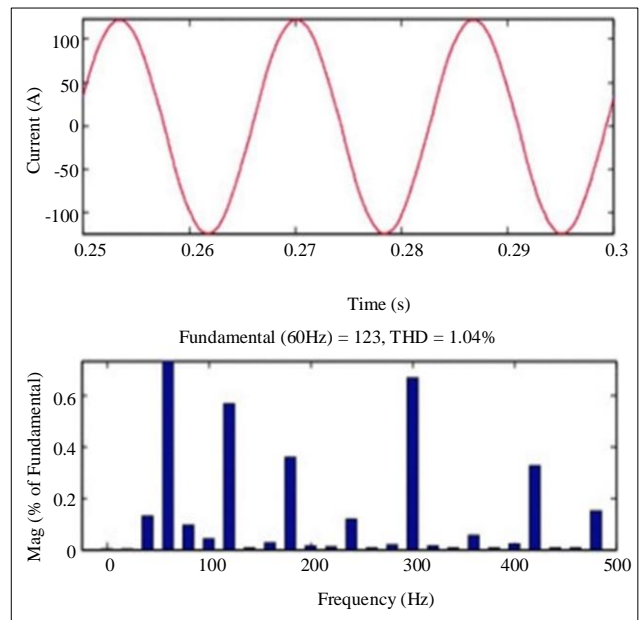 Current (A)
100
50
0
-50
-100
0.25 0.26 0.27 0.28 0.29 0.3
Time (s)
Fundamental (60Hz) = 123, THD = 1.04%
Mag (% of Fundamental)
0.6
0.4
0.2
0
0 100 200 300 400 500
Frequency (Hz)